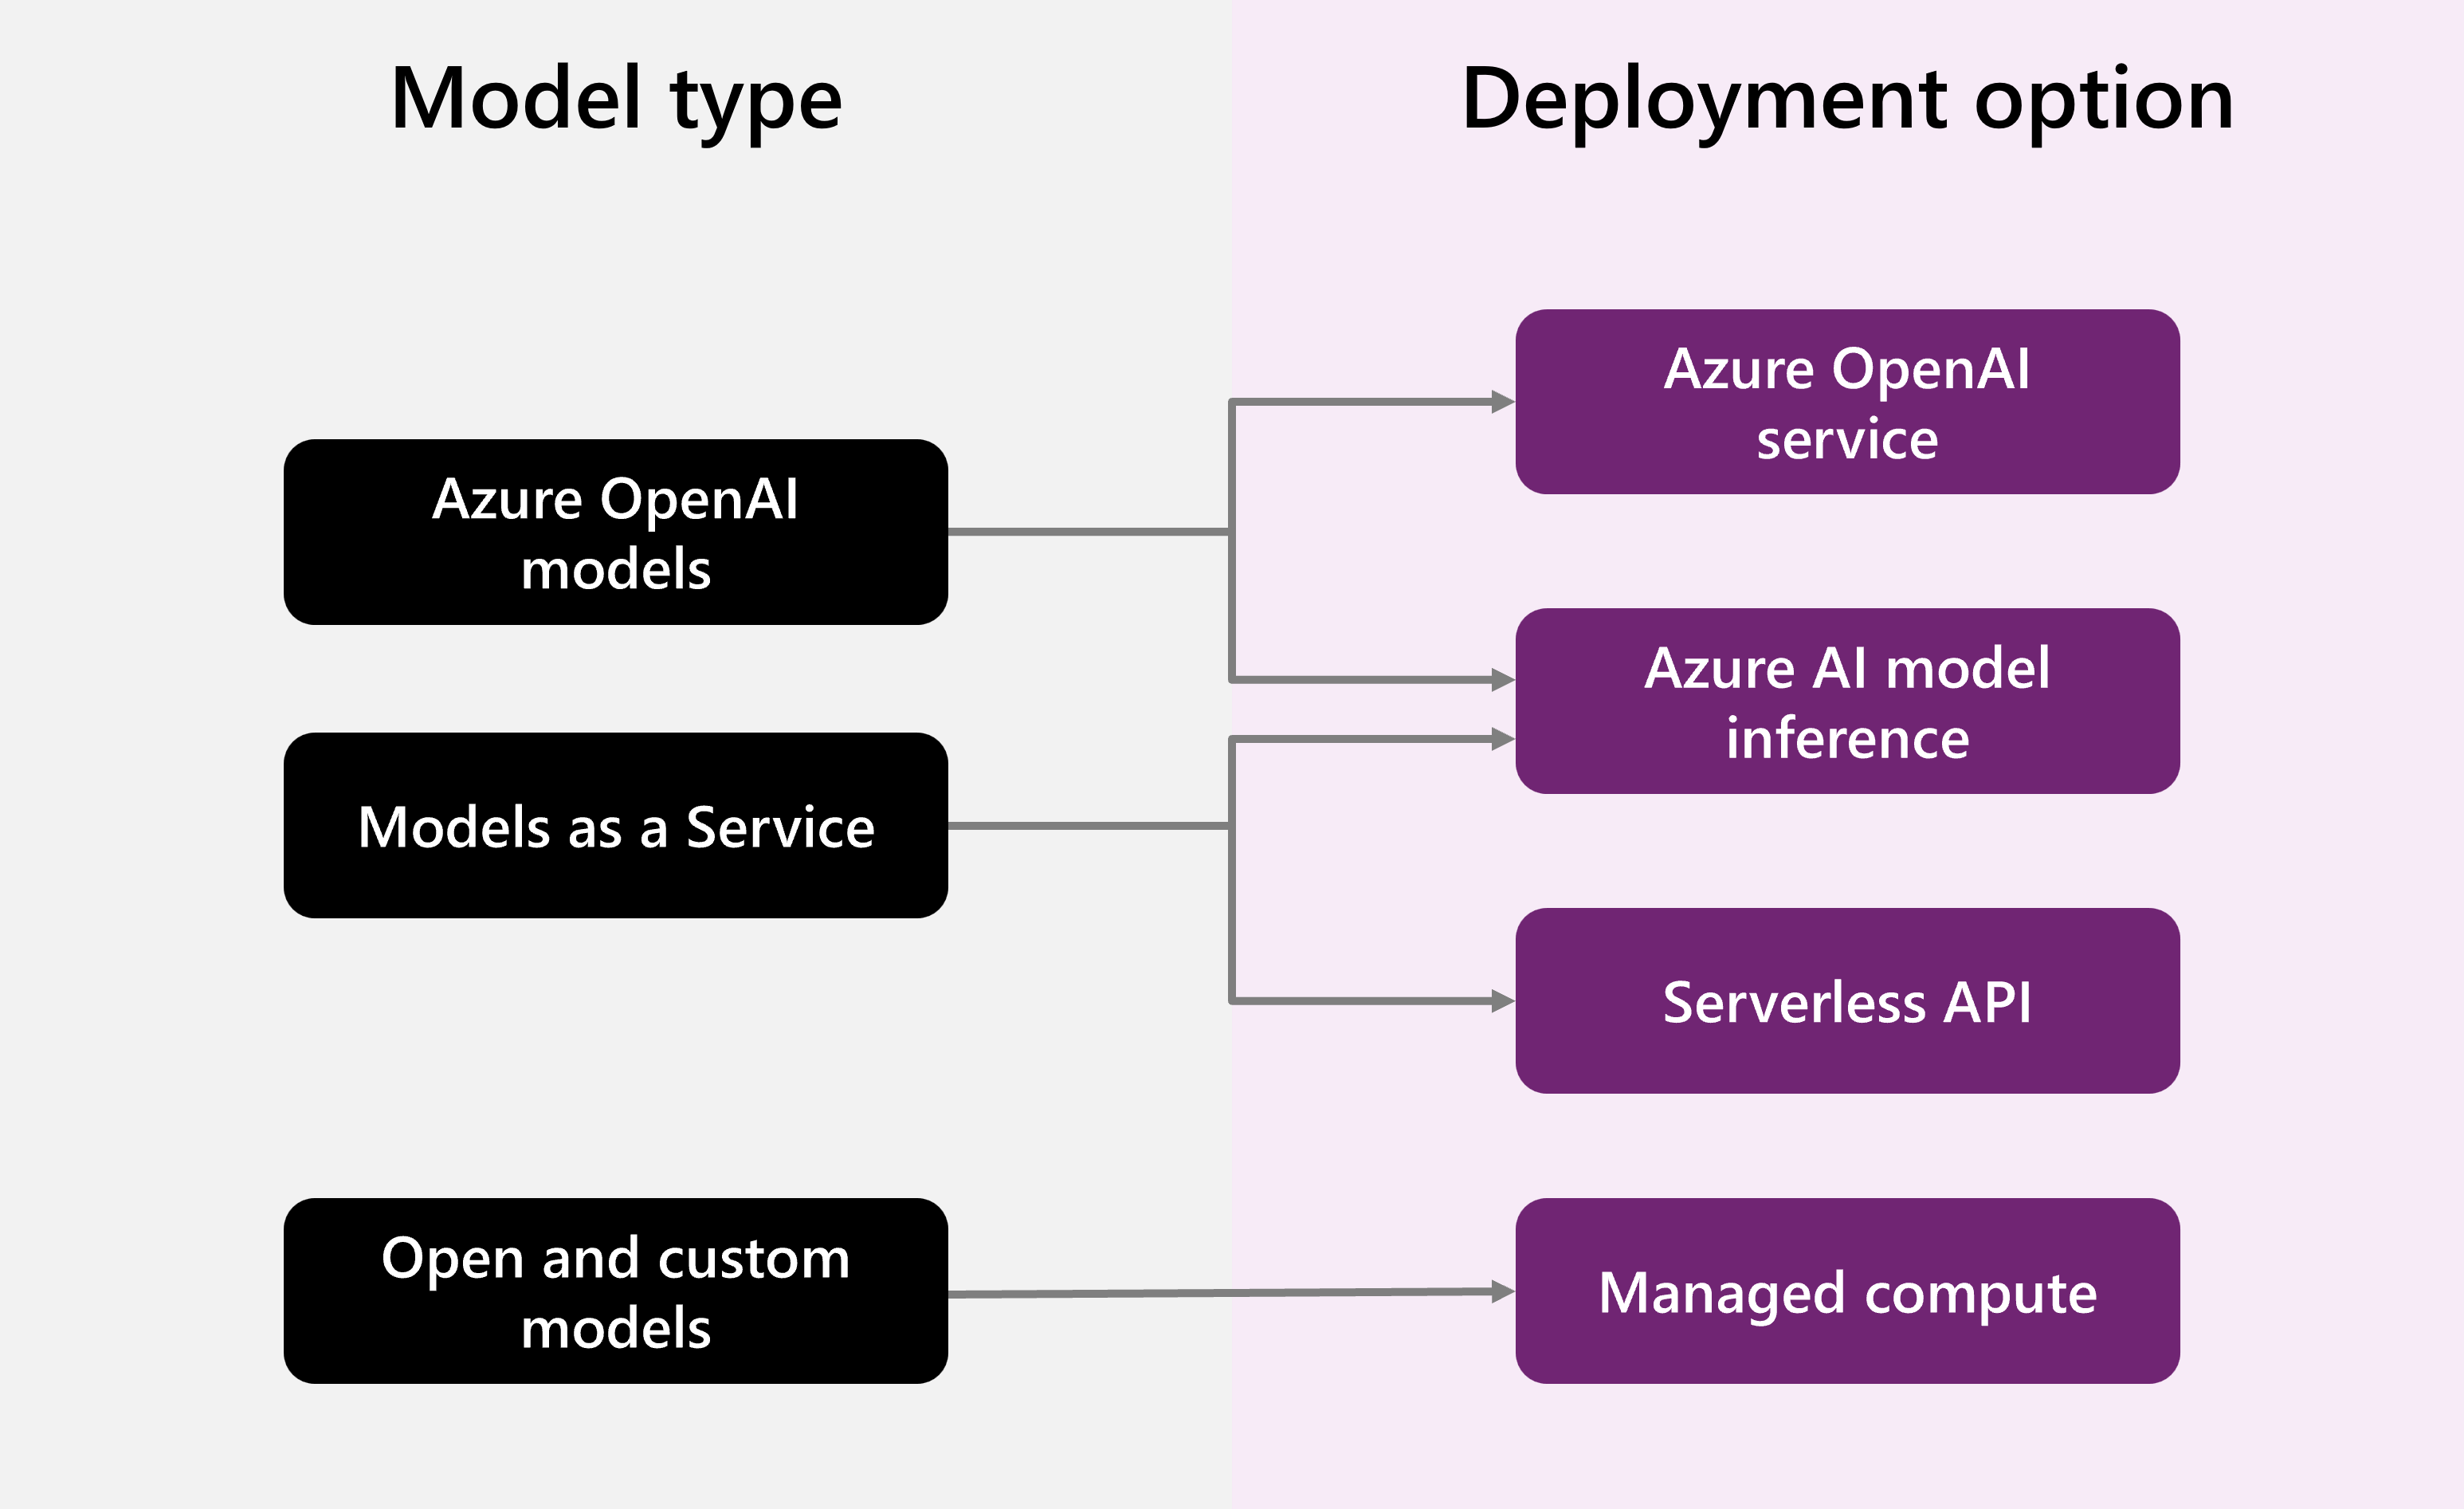 Model type
Deployment option
Azure OpenAI
models
Models as a Service
Open and custom
models
Azure OpenAI
service
Azure AI model
inference
Serverless API
Managed compute